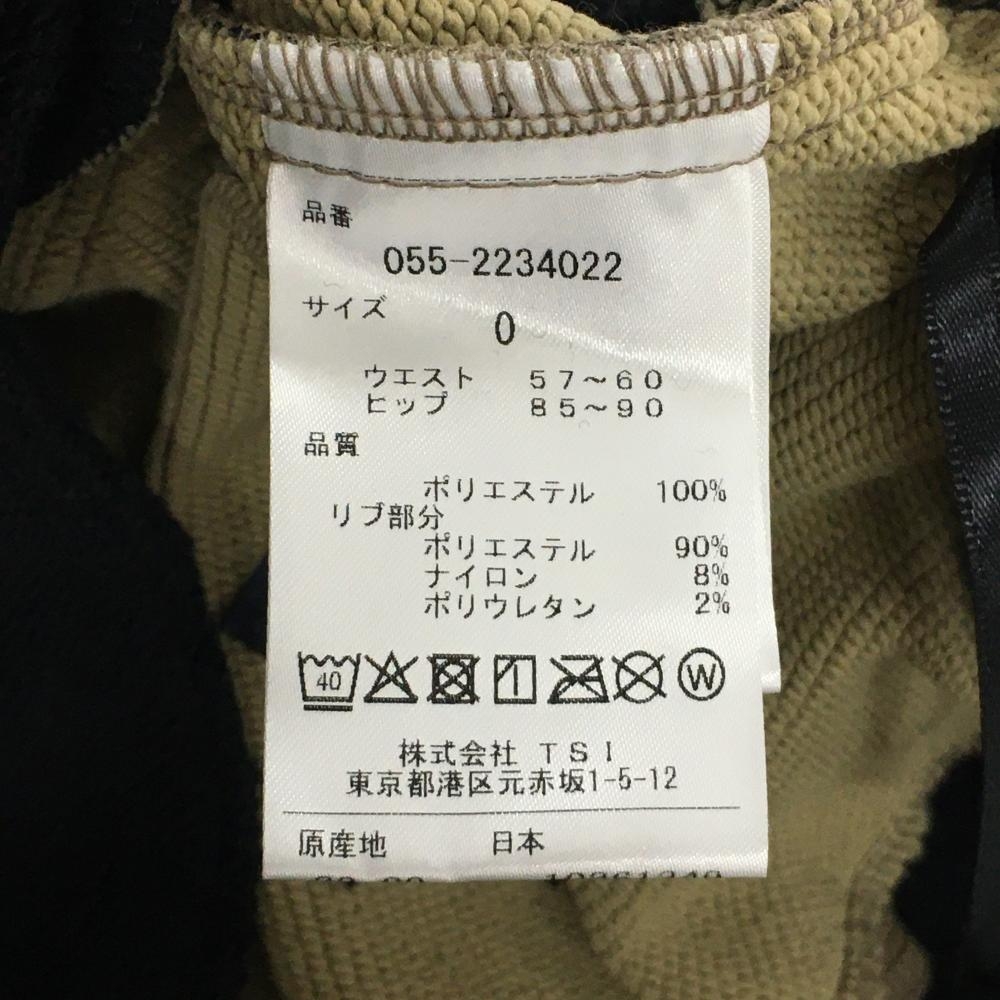 品番
055-2234022
サイズ
0
ウエスト 57～60
ヒップ 85～90
品質
ポリエステル 100%
リブ部分
ポリエステル 90%
ナイロン 8%
ポリウレタン 2%
40 W
株式会社 TSI
東京都港区元赤坂1-5-12
原産地 日本